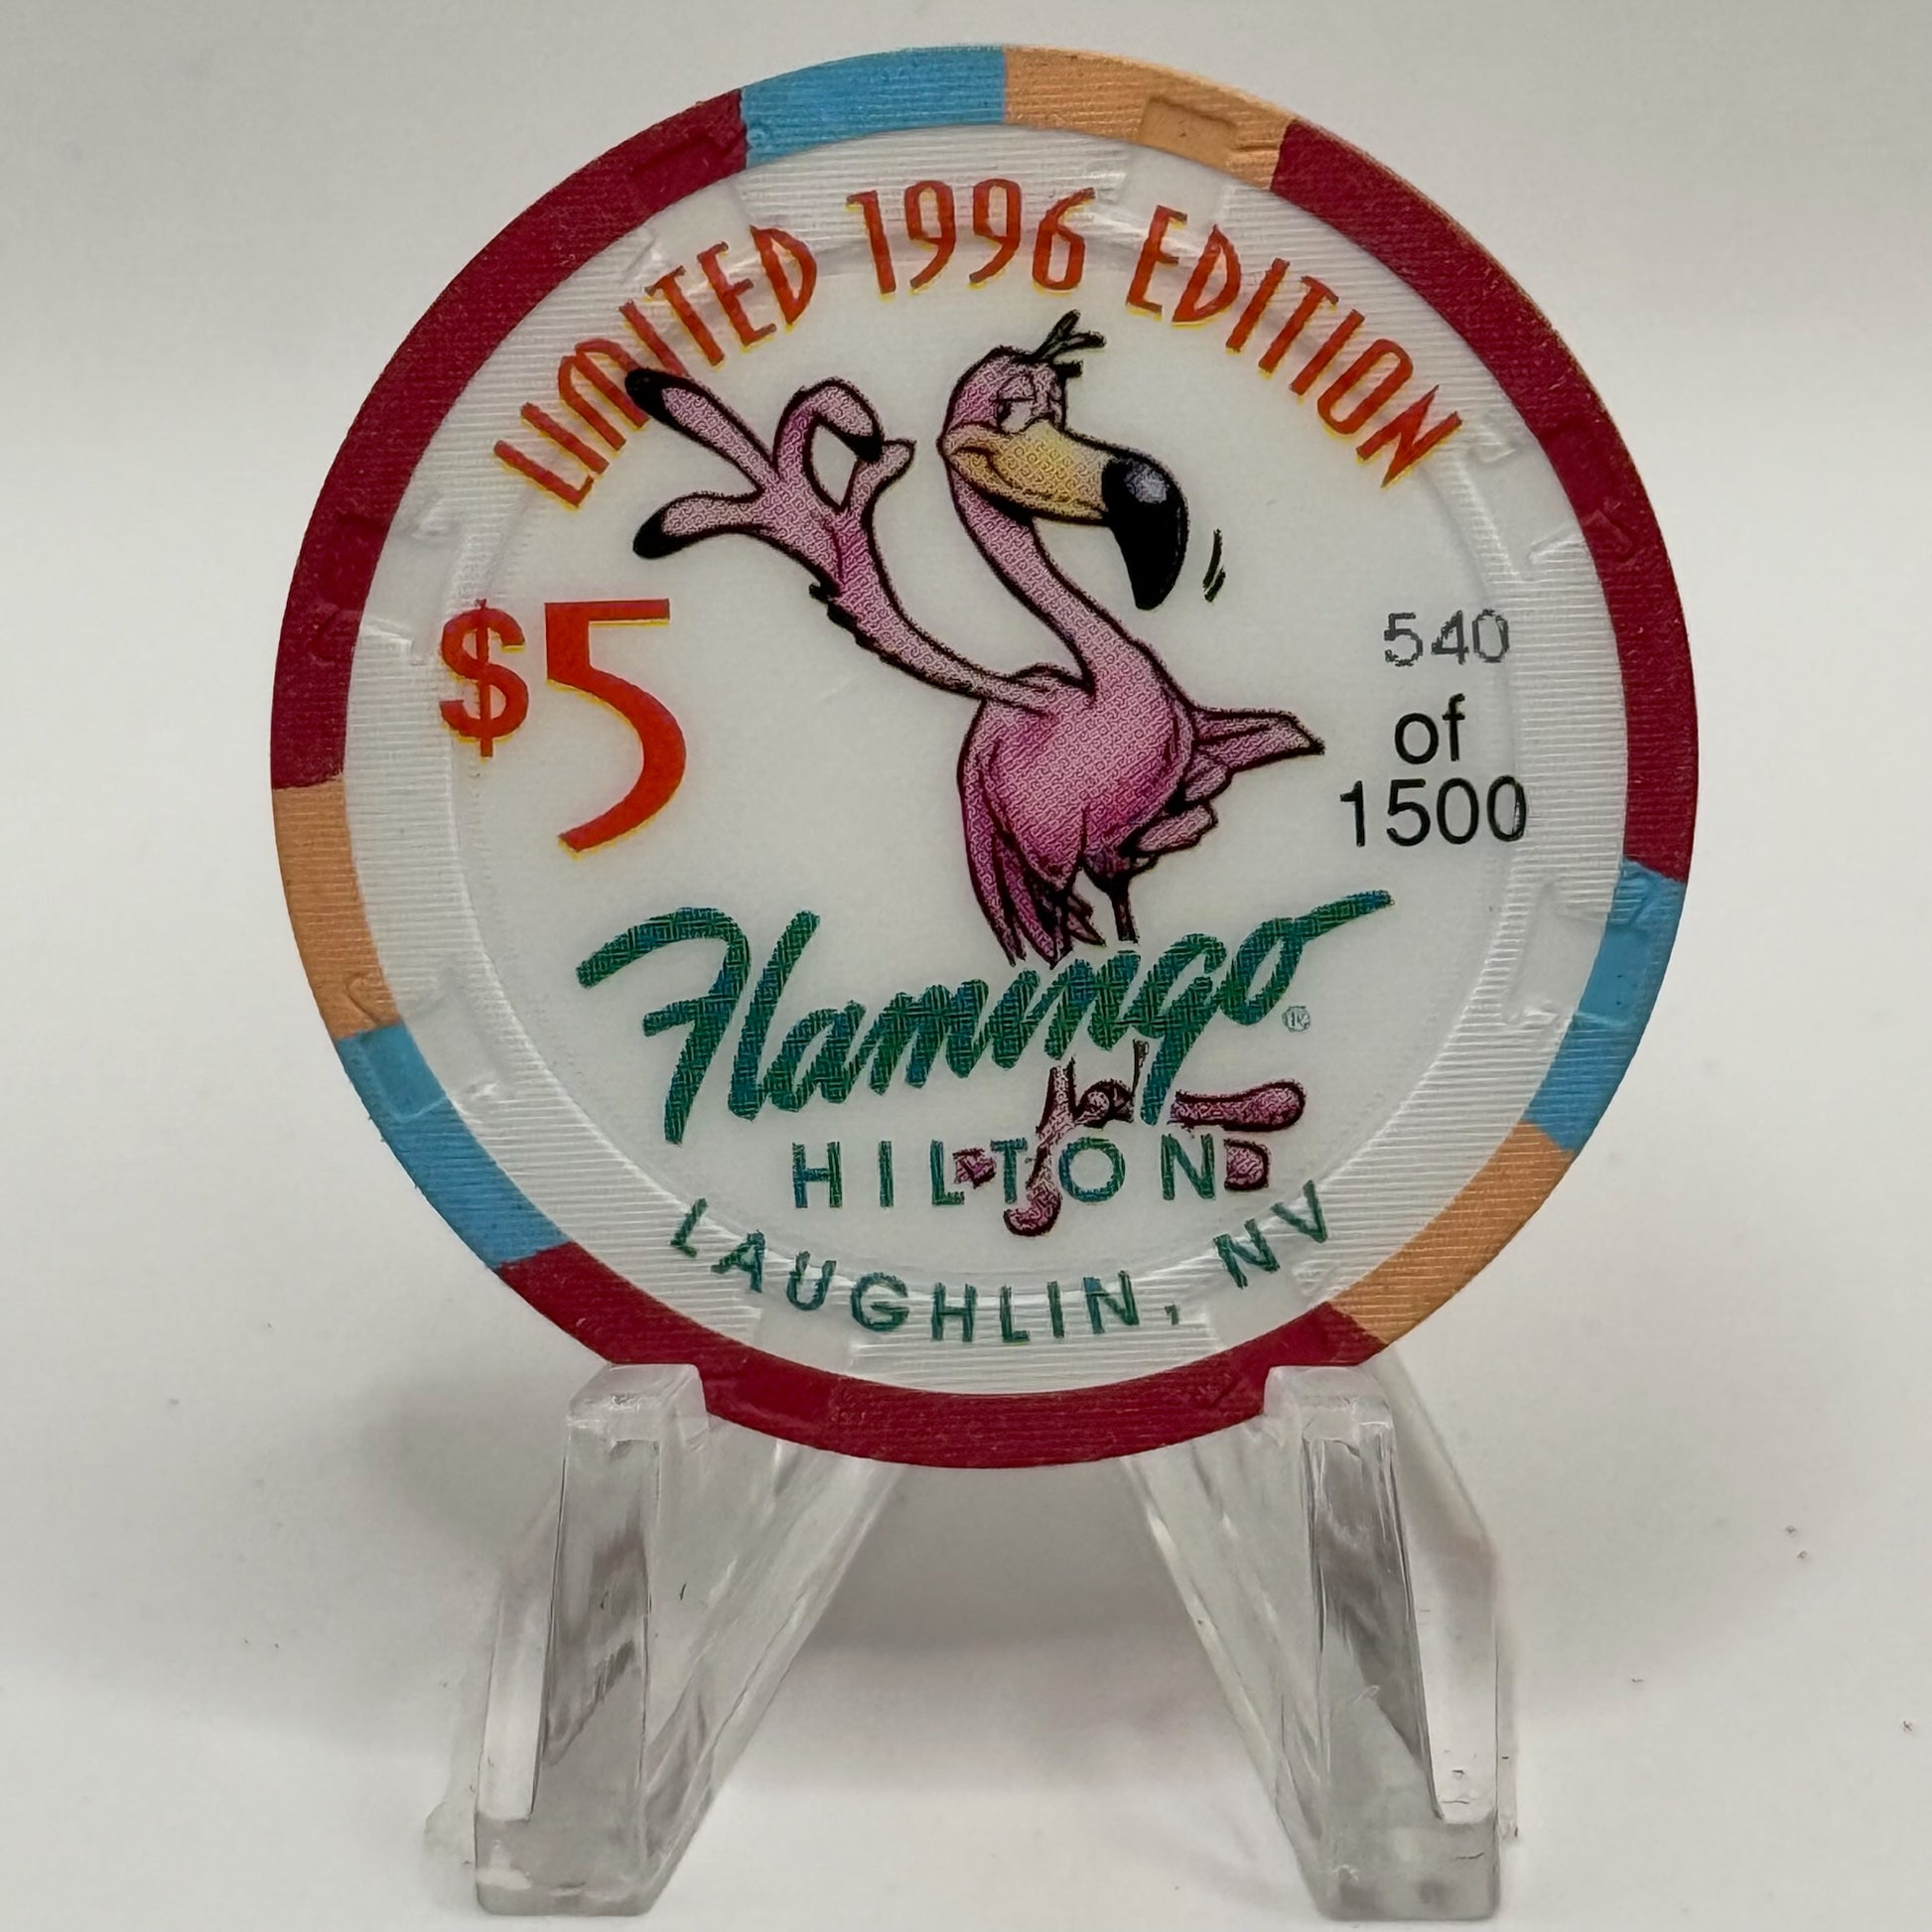 LIMITED 1996 EDITION
$5
540
of
1500
Flamingo®
HILTON
LAUGHLIN, NV